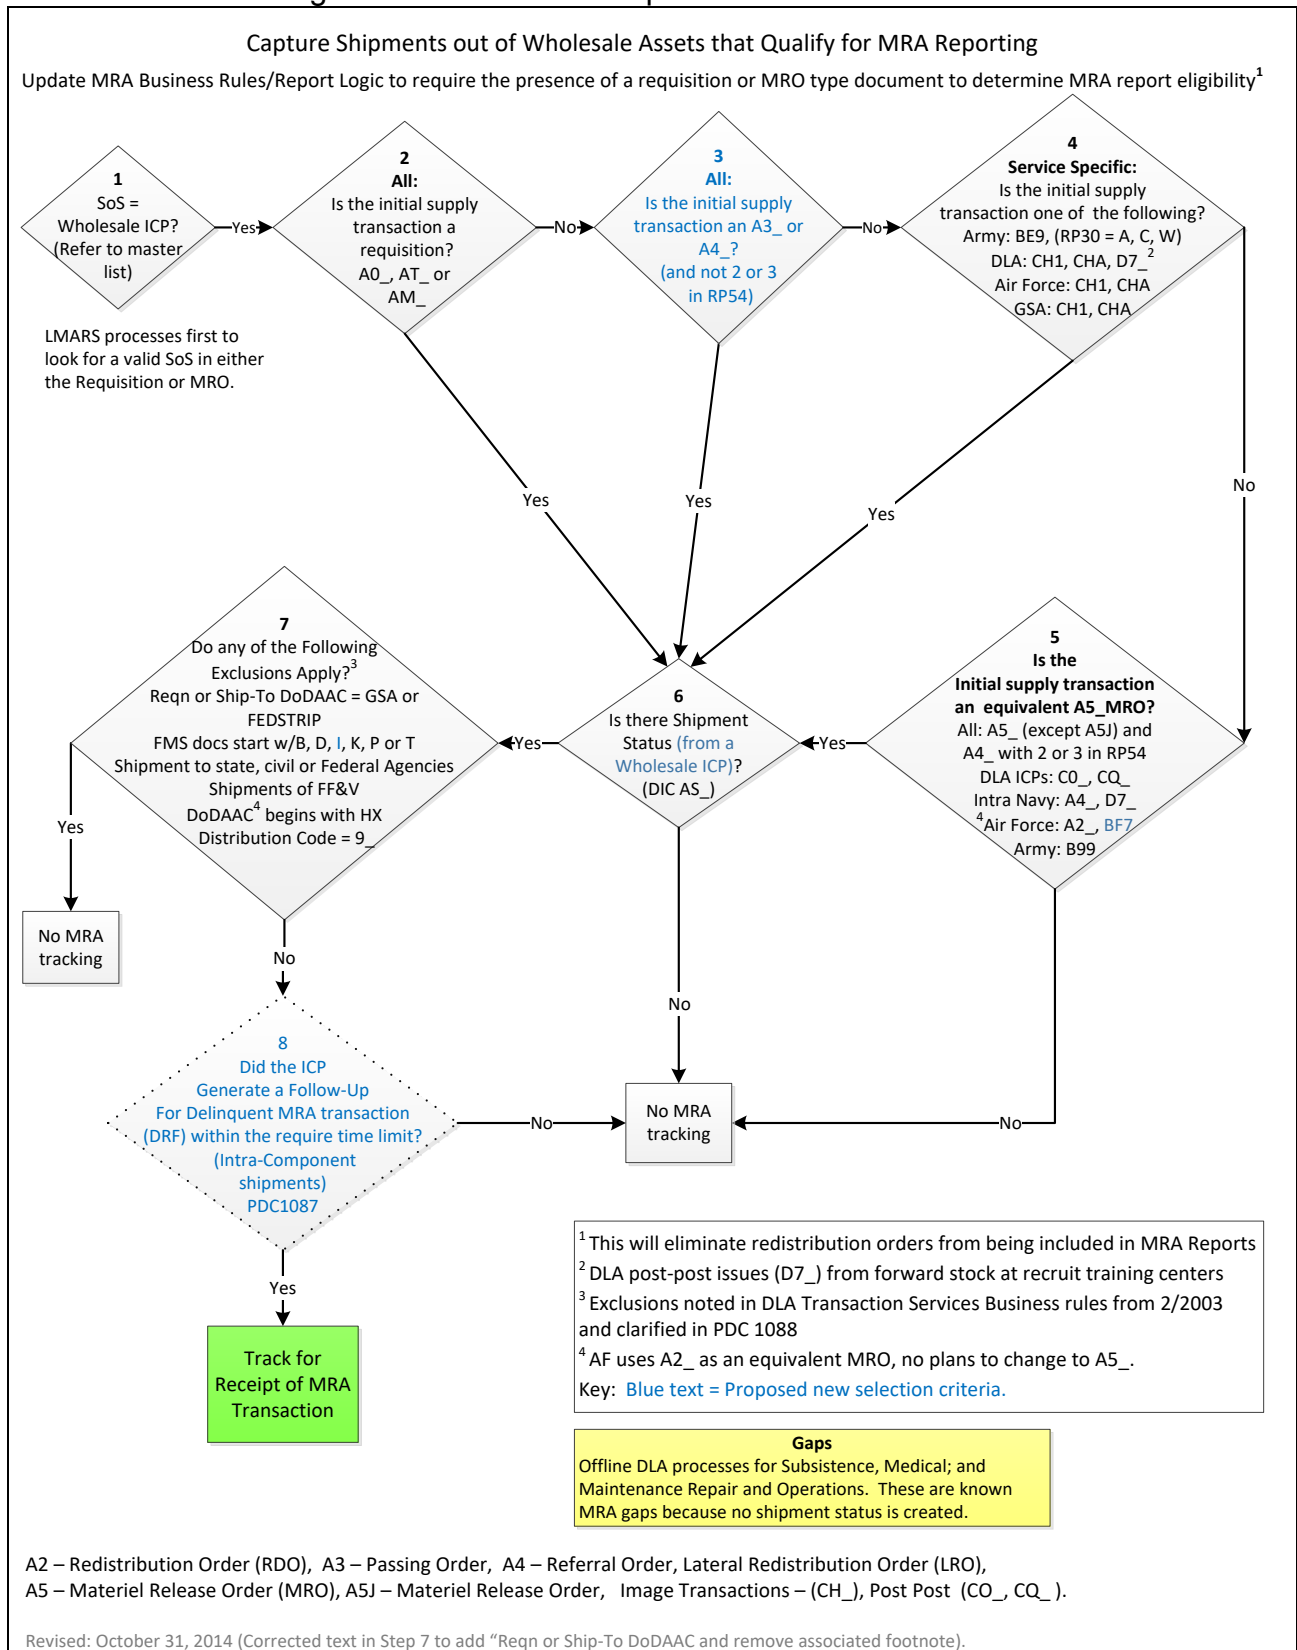 Capture Shipments out of Wholesale Assets that Qualify for MRA Reporting
Update MRA Business Rules/Report Logic to require the presence of a requisition or MRO type document to determine MRA report eligibility1
1
SoS =
Wholesale ICP?
(Refer to master
list)
Yes
2
All:
Is the initial supply
transaction a
requisition?
A0_, AT_ or
AM_
No
3
All:
Is the initial supply
transaction an A3_ or
A4_?
(and not 2 or 3
in RP54)
No
4
Service Specific:
Is the initial supply
transaction one of the following?
Army: BE9, (RP30 = A, C, W)
DLA: CH1, CHA, D7_2
Air Force: CH1, CHA
GSA: CH1, CHA
LMARS processes first to
look for a valid SoS in either
the Requisition or MRO.
Yes
Yes
Yes
No
7
Do any of the Following
Exclusions Apply?3
Reqn or Ship-To DoDAAC = GSA or
FEDSTRIP
FMS docs start w/B, D, I, K, P or T
Shipment to state, civil or Federal Agencies
Shipments of FF&V
DoDAAC4 begins with HX
Distribution Code = 9_
Yes
6
Is there Shipment
Status (from a
Wholesale ICP)?
(DIC AS_)
Yes
5
Is the
Initial supply transaction
an equivalent A5_MRO?
All: A5_ (except A5J) and
A4_ with 2 or 3 in RP54
DLA ICPs: C0_, CQ_
Intra Navy: A4_, D7_
4Air Force: A2_, BF7
Army: B99
Yes
No MRA
tracking
No
No
8
Did the ICP
Generate a Follow-Up
For Delinquent MRA transaction
(DRF) within the require time limit?
(Intra-Component
shipments)
PDC1087
No
No MRA
tracking
No
Yes
Track for
Receipt of MRA
Transaction
1 This will eliminate redistribution orders from being included in MRA Reports
2 DLA post-post issues (D7_) from forward stock at recruit training centers
3 Exclusions noted in DLA Transaction Services Business rules from 2/2003
and clarified in PDC 1088
4 AF uses A2_ as an equivalent MRO, no plans to change to A5_.
Key: Blue text = Proposed new selection criteria.
Gaps
Offline DLA processes for Subsistence, Medical; and
Maintenance Repair and Operations. These are known
MRA gaps because no shipment status is created.
A2 – Redistribution Order (RDO), A3 – Passing Order, A4 – Referral Order, Lateral Redistribution Order (LRO),
A5 – Materiel Release Order (MRO), A5J – Materiel Release Order, Image Transactions – (CH_), Post Post (CO_, CQ_ ).
Revised: October 31, 2014 (Corrected text in Step 7 to add “Reqn or Ship-To DoDAAC and remove associated footnote).